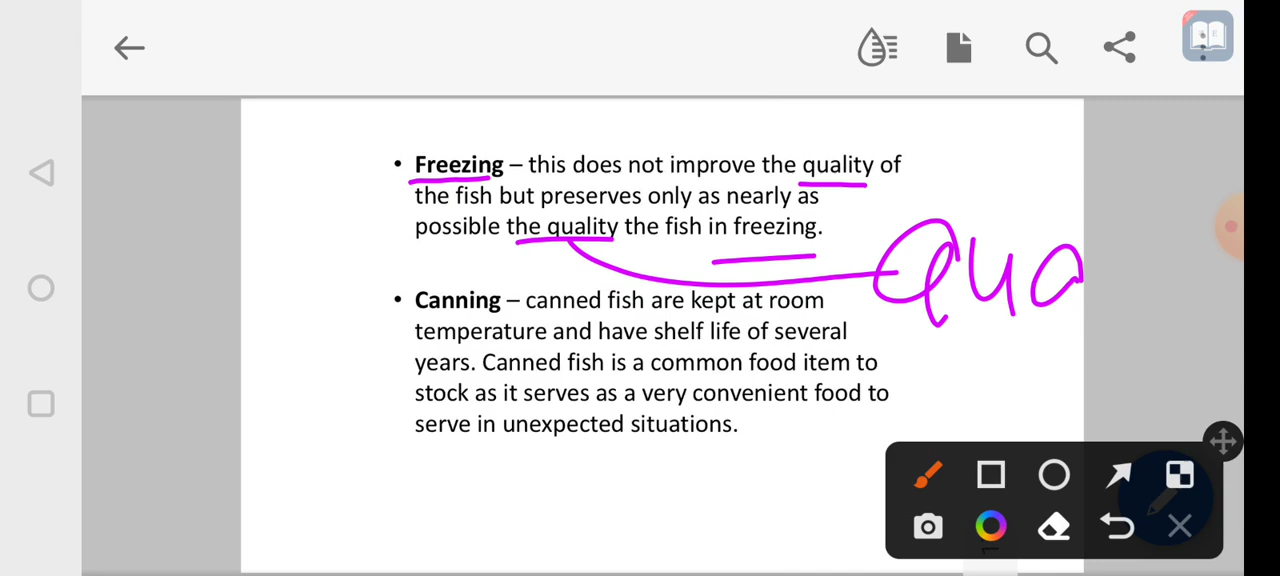 • Freezing – this does not improve the quality of
the fish but preserves only as nearly as
possible the quality the fish in freezing.
Qua
• Canning – canned fish are kept at room
temperature and have shelf life of several
years. Canned fish is a common food item to
stock as it serves as a very convenient food to
serve in unexpected situations.